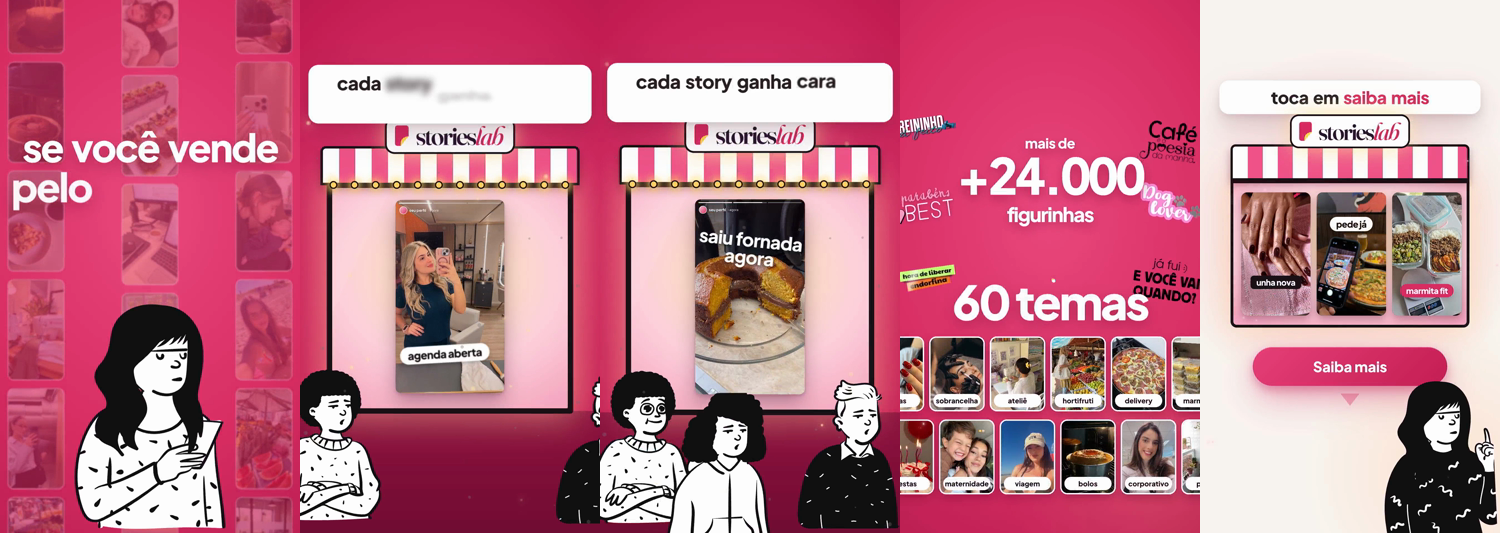 se você vende
pelo
cada story
storieslab
agenda aberta
cada story ganha cara
storieslab
saiu fornada
agora
REININHO
Café
poesia
da manhã
mais de
+24.000
figurinhas
parabéns
BEST
Dog
lover
hora de liberar
endorfina
já fui :)
E VOCÊ VAI
QUANDO?
60 temas
sobrancelha
ateliê
hortifruti
delivery
maternidade
viagem
bolos
corporativo
toca em saiba mais
storieslab
unha nova
pede já
marmita fit
Saiba mais